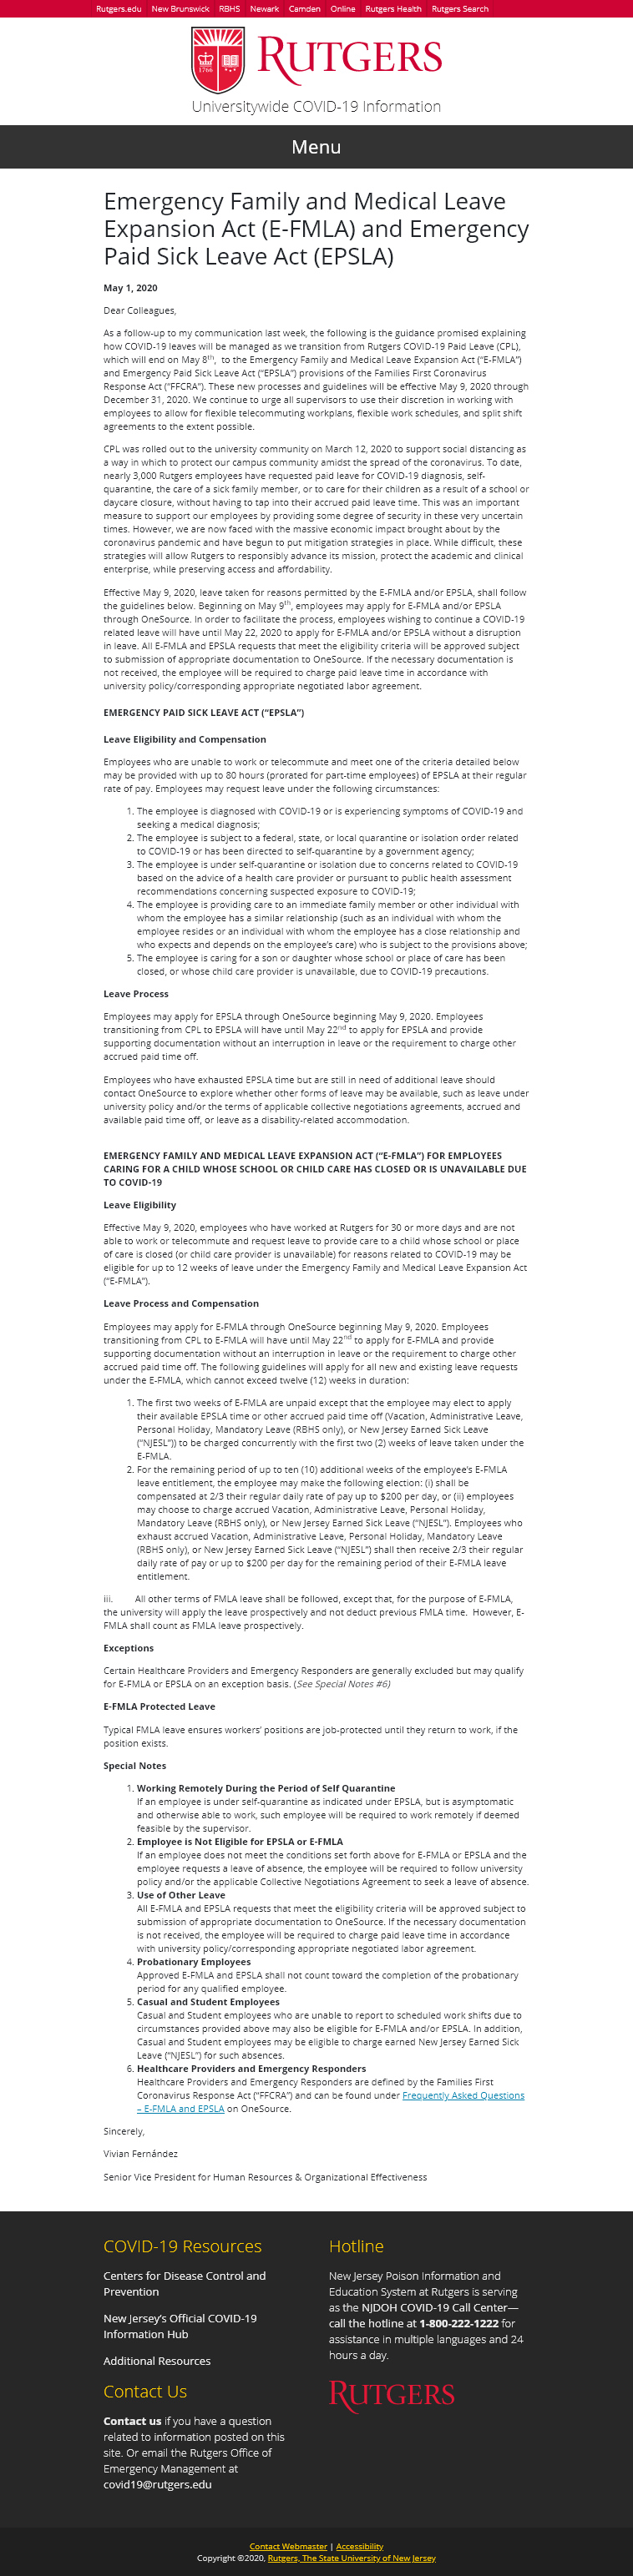 Rutgers.edu New Brunswick RBHS Newark Camden Online Rutgers Health Rutgers Search
1766
RUTGERS
Universitywide COVID-19 Information
Menu
Emergency Family and Medical Leave
Expansion Act (E-FMLA) and Emergency
Paid Sick Leave Act (EPSLA)
May 1, 2020
Dear Colleagues,
As a follow-up to my communication last week, the following is the guidance promised explaining
how COVID-19 leaves will be managed as we transition from Rutgers COVID-19 Paid Leave (CPL),
which will end on May 8th, to the Emergency Family and Medical Leave Expansion Act (“E-FMLA”)
and Emergency Paid Sick Leave Act (“EPSLA”) provisions of the Families First Coronavirus
Response Act (“FFCRA”). These new processes and guidelines will be effective May 9, 2020 through
December 31, 2020. We continue to urge all supervisors to use their discretion in working with
employees to allow for flexible telecommuting workplans, flexible work schedules, and split shift
agreements to the extent possible.
CPL was rolled out to the university community on March 12, 2020 to support social distancing as
a way in which to protect our campus community amidst the spread of the coronavirus. To date,
nearly 3,000 Rutgers employees have requested paid leave for COVID-19 diagnosis, self-
quarantine, the care of a sick family member, or to care for their children as a result of a school or
daycare closure, without having to tap into their accrued paid leave time. This was an important
measure to support our employees by providing some degree of security in these very uncertain
times. However, we are now faced with the massive economic impact brought about by the
coronavirus pandemic and have begun to put mitigation strategies in place. While difficult, these
strategies will allow Rutgers to responsibly advance its mission, protect the academic and clinical
enterprise, while preserving access and affordability.
Effective May 9, 2020, leave taken for reasons permitted by the E-FMLA and/or EPSLA, shall follow
the guidelines below. Beginning on May 9th, employees may apply for E-FMLA and/or EPSLA
through OneSource. In order to facilitate the process, employees wishing to continue a COVID-19
related leave will have until May 22, 2020 to apply for E-FMLA and/or EPSLA without a disruption
in leave. All E-FMLA and EPSLA requests that meet the eligibility criteria will be approved subject
to submission of appropriate documentation to OneSource. If the necessary documentation is
not received, the employee will be required to charge paid leave time in accordance with
university policy/corresponding appropriate negotiated labor agreement.
EMERGENCY PAID SICK LEAVE ACT (“EPSLA”)
Leave Eligibility and Compensation
Employees who are unable to work or telecommute and meet one of the criteria detailed below
may be provided with up to 80 hours (prorated for part-time employees) of EPSLA at their regular
rate of pay. Employees may request leave under the following circumstances:
1. The employee is diagnosed with COVID-19 or is experiencing symptoms of COVID-19 and
seeking a medical diagnosis;
2. The employee is subject to a federal, state, or local quarantine or isolation order related
to COVID-19 or has been directed to self-quarantine by a government agency;
3. The employee is under self-quarantine or isolation due to concerns related to COVID-19
based on the advice of a health care provider or pursuant to public health assessment
recommendations concerning suspected exposure to COVID-19;
4. The employee is providing care to an immediate family member or other individual with
whom the employee has a similar relationship (such as an individual with whom the
employee resides or an individual with whom the employee has a close relationship and
who expects and depends on the employee’s care) who is subject to the provisions above;
5. The employee is caring for a son or daughter whose school or place of care has been
closed, or whose child care provider is unavailable, due to COVID-19 precautions.
Leave Process
Employees may apply for EPSLA through OneSource beginning May 9, 2020. Employees
transitioning from CPL to EPSLA will have until May 22nd to apply for EPSLA and provide
supporting documentation without an interruption in leave or the requirement to charge other
accrued paid time off.
Employees who have exhausted EPSLA time but are still in need of additional leave should
contact OneSource to explore whether other forms of leave may be available, such as leave under
university policy and/or the terms of applicable collective negotiations agreements, accrued and
available paid time off, or leave as a disability-related accommodation.
EMERGENCY FAMILY AND MEDICAL LEAVE EXPANSION ACT (“E-FMLA”) FOR EMPLOYEES
CARING FOR A CHILD WHOSE SCHOOL OR CHILD CARE HAS CLOSED OR IS UNAVAILABLE DUE
TO COVID-19
Leave Eligibility
Effective May 9, 2020, employees who have worked at Rutgers for 30 or more days and are not
able to work or telecommute and request leave to provide care to a child whose school or place
of care is closed (or child care provider is unavailable) for reasons related to COVID-19 may be
eligible for up to 12 weeks of leave under the Emergency Family and Medical Leave Expansion Act
(“E-FMLA”).
Leave Process and Compensation
Employees may apply for E-FMLA through OneSource beginning May 9, 2020. Employees
transitioning from CPL to E-FMLA will have until May 22nd to apply for E-FMLA and provide
supporting documentation without an interruption in leave or the requirement to charge other
accrued paid time off. The following guidelines will apply for all new and existing leave requests
under the E-FMLA, which cannot exceed twelve (12) weeks in duration:
1. The first two weeks of E-FMLA are unpaid except that the employee may elect to apply
their available EPSLA time or other accrued paid time off (Vacation, Administrative Leave,
Personal Holiday, Mandatory Leave (RBHS only), or New Jersey Earned Sick Leave
(“NJESL”)) to be charged concurrently with the first two (2) weeks of leave taken under the
E-FMLA.
2. For the remaining period of up to ten (10) additional weeks of the employee’s E-FMLA
leave entitlement, the employee may make the following election: (i) shall be
compensated at 2/3 their regular daily rate of pay up to $200 per day, or (ii) employees
may choose to charge accrued Vacation, Administrative Leave, Personal Holiday,
Mandatory Leave (RBHS only), or New Jersey Earned Sick Leave (“NJESL”). Employees who
exhaust accrued Vacation, Administrative Leave, Personal Holiday, Mandatory Leave
(RBHS only), or New Jersey Earned Sick Leave (“NJESL”) shall then receive 2/3 their regular
daily rate of pay or up to $200 per day for the remaining period of their E-FMLA leave
entitlement.
iii. All other terms of FMLA leave shall be followed, except that, for the purpose of E-FMLA,
the university will apply the leave prospectively and not deduct previous FMLA time. However, E-
FMLA shall count as FMLA leave prospectively.
Exceptions
Certain Healthcare Providers and Emergency Responders are generally excluded but may qualify
for E-FMLA or EPSLA on an exception basis. (See Special Notes #6)
E-FMLA Protected Leave
Typical FMLA leave ensures workers’ positions are job-protected until they return to work, if the
position exists.
Special Notes
1. Working Remotely During the Period of Self Quarantine
If an employee is under self-quarantine as indicated under EPSLA, but is asymptomatic
and otherwise able to work, such employee will be required to work remotely if deemed
feasible by the supervisor.
2. Employee is Not Eligible for EPSLA or E-FMLA
If an employee does not meet the conditions set forth above for E-FMLA or EPSLA and the
employee requests a leave of absence, the employee will be required to follow university
policy and/or the applicable Collective Negotiations Agreement to seek a leave of absence.
3. Use of Other Leave
All E-FMLA and EPSLA requests that meet the eligibility criteria will be approved subject to
submission of appropriate documentation to OneSource. If the necessary documentation
is not received, the employee will be required to charge paid leave time in accordance
with university policy/corresponding appropriate negotiated labor agreement.
4. Probationary Employees
Approved E-FMLA and EPSLA shall not count toward the completion of the probationary
period for any qualified employee.
5. Casual and Student Employees
Casual and Student employees who are unable to report to scheduled work shifts due to
circumstances provided above may also be eligible for E-FMLA and/or EPSLA. In addition,
Casual and Student employees may be eligible to charge earned New Jersey Earned Sick
Leave (“NJESL”) for such absences.
6. Healthcare Providers and Emergency Responders
Healthcare Providers and Emergency Responders are defined by the Families First
Coronavirus Response Act (“FFCRA”) and can be found under Frequently Asked Questions
– E-FMLA and EPSLA on OneSource.
Sincerely,
Vivian Fernández
Senior Vice President for Human Resources & Organizational Effectiveness
COVID-19 Resources
Centers for Disease Control and
Prevention
New Jersey’s Official COVID-19
Information Hub
Additional Resources
Contact Us
Contact us if you have a question
related to information posted on this
site. Or email the Rutgers Office of
Emergency Management at
covid19@rutgers.edu
Hotline
New Jersey Poison Information and
Education System at Rutgers is serving
as the NJDOH COVID-19 Call Center—
call the hotline at 1-800-222-1222 for
assistance in multiple languages and 24
hours a day.
RUTGERS
Contact Webmaster | Accessibility
Copyright ©2020, Rutgers, The State University of New Jersey